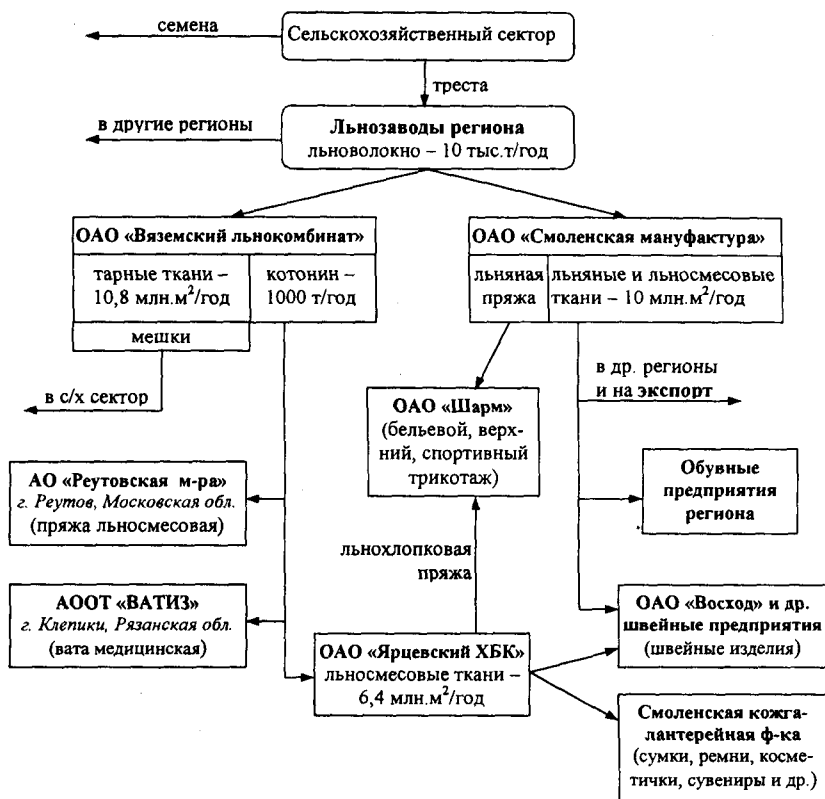 семена
Сельскохозяйственный сектор
треста
в другие регионы
Льнозаводы региона
льноволокно – 10 тыс.т/год
ОАО «Вяземский льнокомбинат»
тарные ткани –
10,8 млн.м²/год
котонин –
1000 т/год
мешки
в с/х сектор
ОАО «Смоленская мануфактура»
льняная
пряжа
льняные и льносмесовые
ткани – 10 млн.м²/год
в др. регионы
и на экспорт
ОАО «Шарм»
(бельевой, верх-
ний, спортивный
трикотаж)
АО «Реутовская м-ра»
г. Реутов, Московская обл.
(пряжа льносмесовая)
Обувные
предприятия
региона
льнохлопковая
пряжа
АООТ «ВАТИЗ»
г. Клепики, Рязанская обл.
(вата медицинская)
ОАО «Ярцевский ХБК»
льносмесовые ткани –
6,4 млн.м²/год
ОАО «Восход» и др.
швейные предприятия
(швейные изделия)
Смоленская кожга-
лантерейная ф-ка
(сумки, ремни, косме-
тички, сувениры и др.)